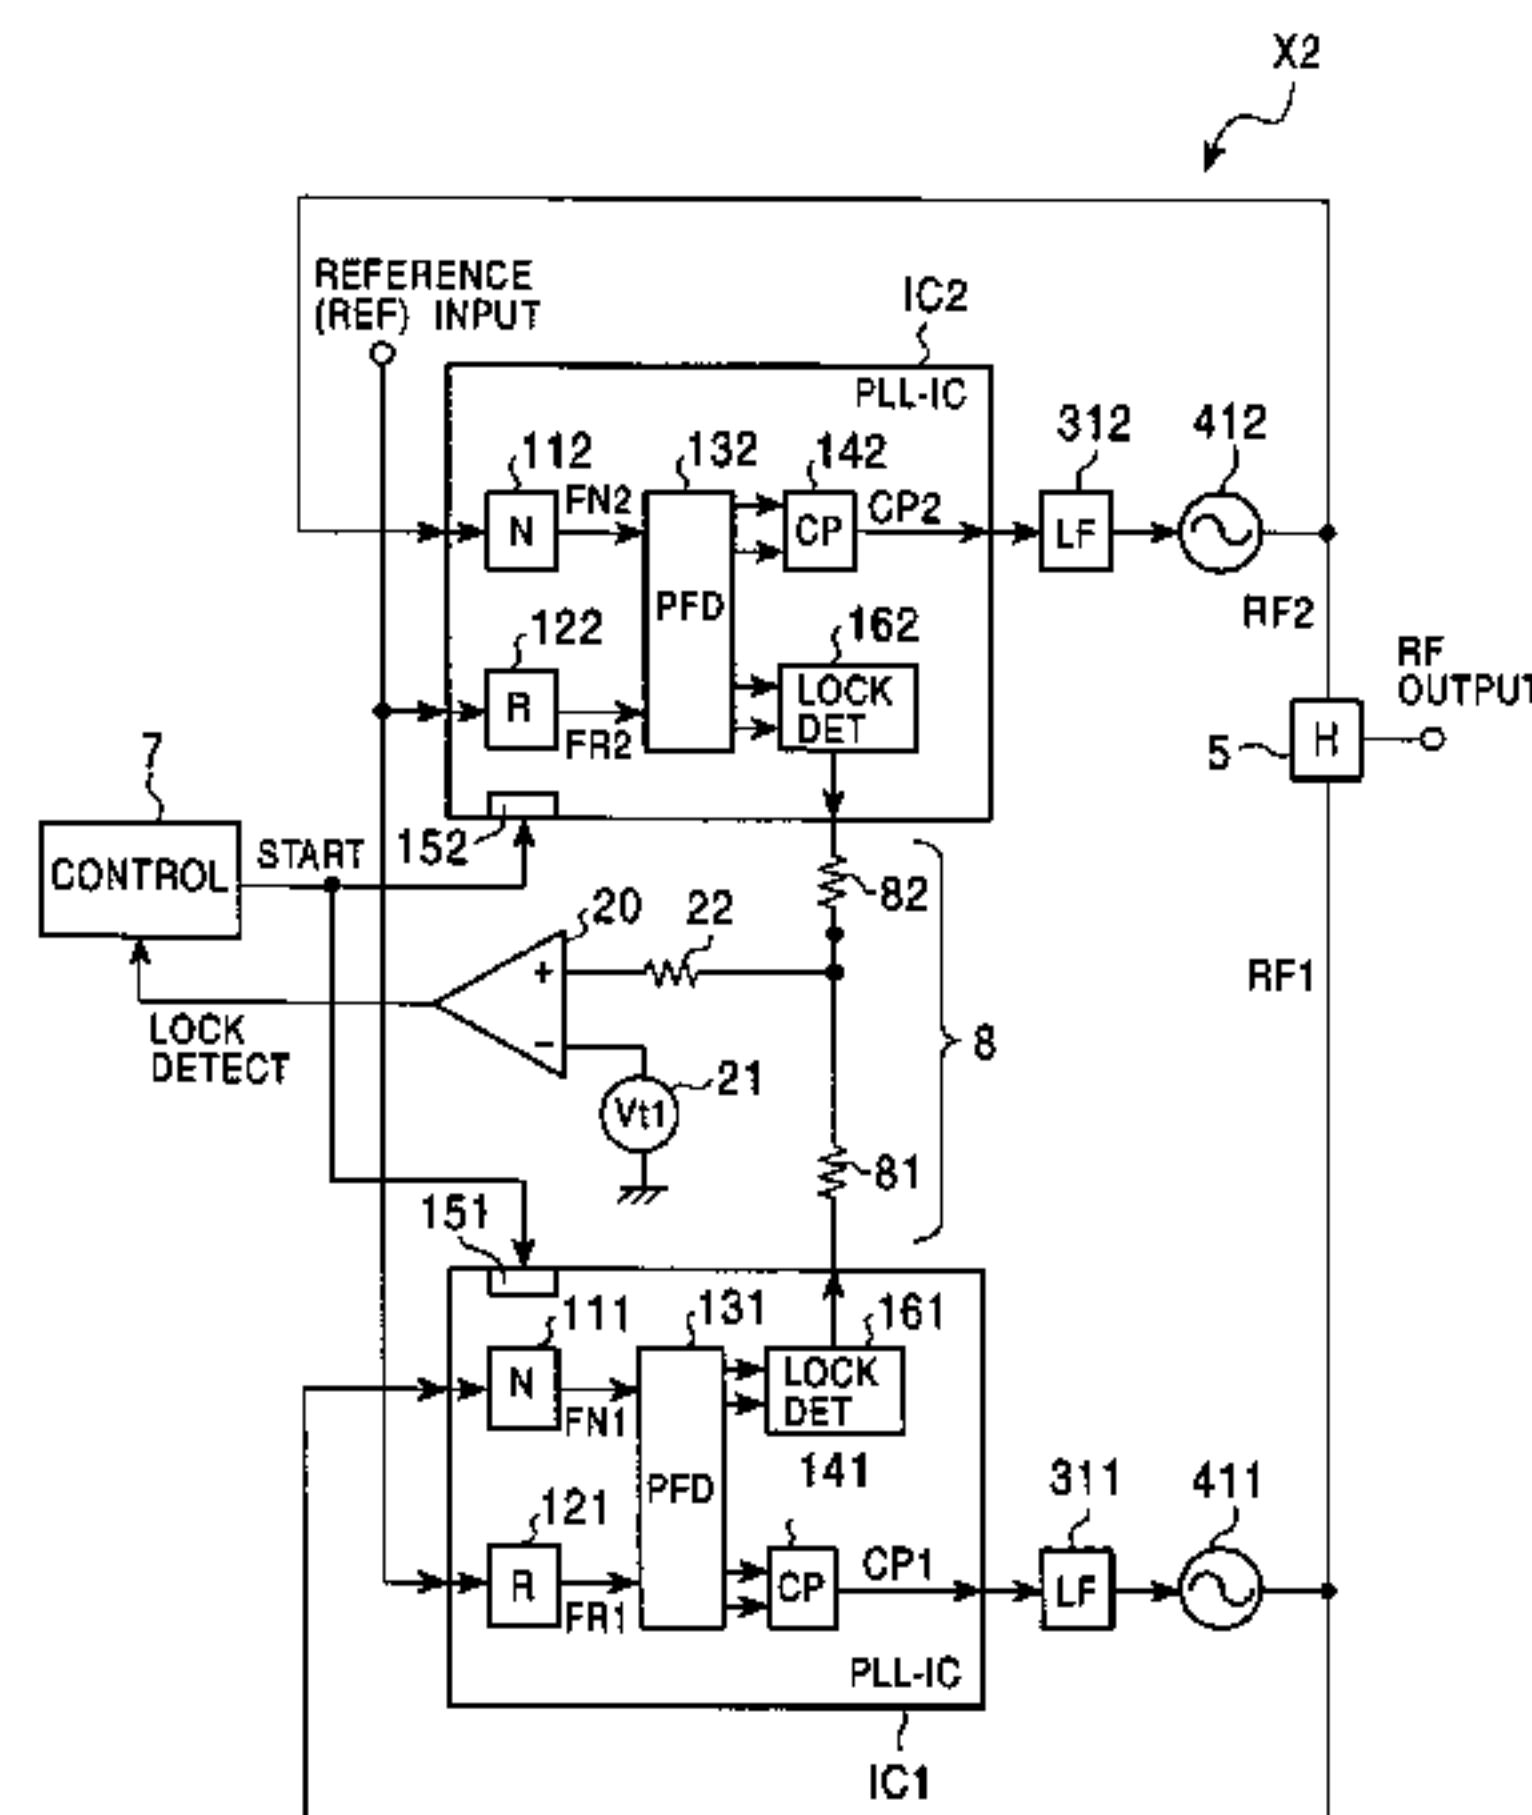 X2
REFERENCE
(REF) INPUT
IC2
PLL-IC
112
FN2
132
142
CP2
312
412
N
CP
LF
PFD
122
162
RF2
R
FR2
LOCK
DET
RF
OUTPUT
5
H
7
CONTROL
START
152
82
20
22
+
RF1
LOCK
DETECT
−
21
Vt1
8
81
151
111
131
161
N
FN1
LOCK
DET
141
311
411
121
PFD
R
FR1
CP
CP1
LF
PLL-IC
IC1